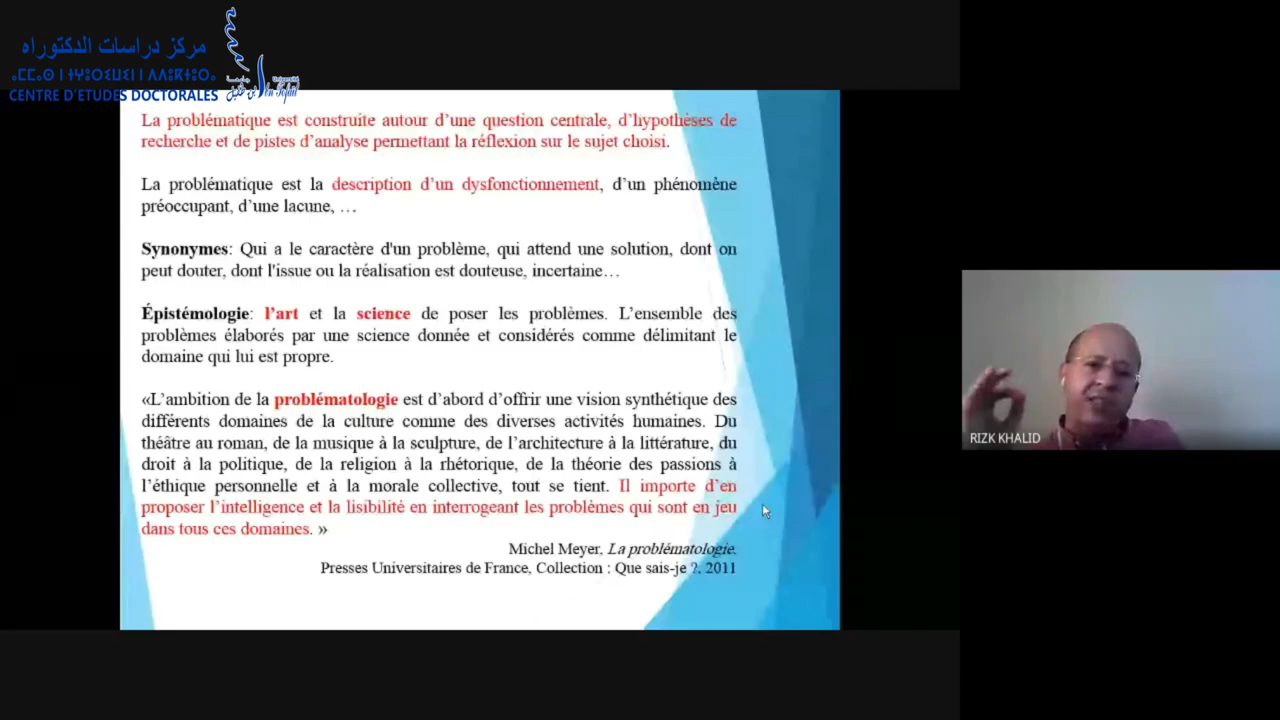 مركز دراسات الدكتوراه
CENTRE D'ETUDES DOCTORALES
Université
Ibn Tofail
La problématique est construite autour d’une question centrale, d’hypothèses de
recherche et de pistes d’analyse permettant la réflexion sur le sujet choisi.
La problématique est la description d’un dysfonctionnement, d’un phénomène
préoccupant, d’une lacune, …
Synonymes: Qui a le caractère d'un problème, qui attend une solution, dont on
peut douter, dont l'issue ou la réalisation est douteuse, incertaine…
Épistémologie: l’art et la science de poser les problèmes. L’ensemble des
problèmes élaborés par une science donnée et considérés comme délimitant le
domaine qui lui est propre.
«L’ambition de la problématologie est d’abord d’offrir une vision synthétique des
différents domaines de la culture comme des diverses activités humaines. Du
théâtre au roman, de la musique à la sculpture, de l’architecture à la littérature, du
droit à la politique, de la religion à la rhétorique, de la théorie des passions à
l’éthique personnelle et à la morale collective, tout se tient. Il importe d’en
proposer l’intelligence et la lisibilité en interrogeant les problèmes qui sont en jeu
dans tous ces domaines. »
Michel Meyer, La problématologie.
Presses Universitaires de France, Collection : Que sais-je ?, 2011
RIZK KHALID